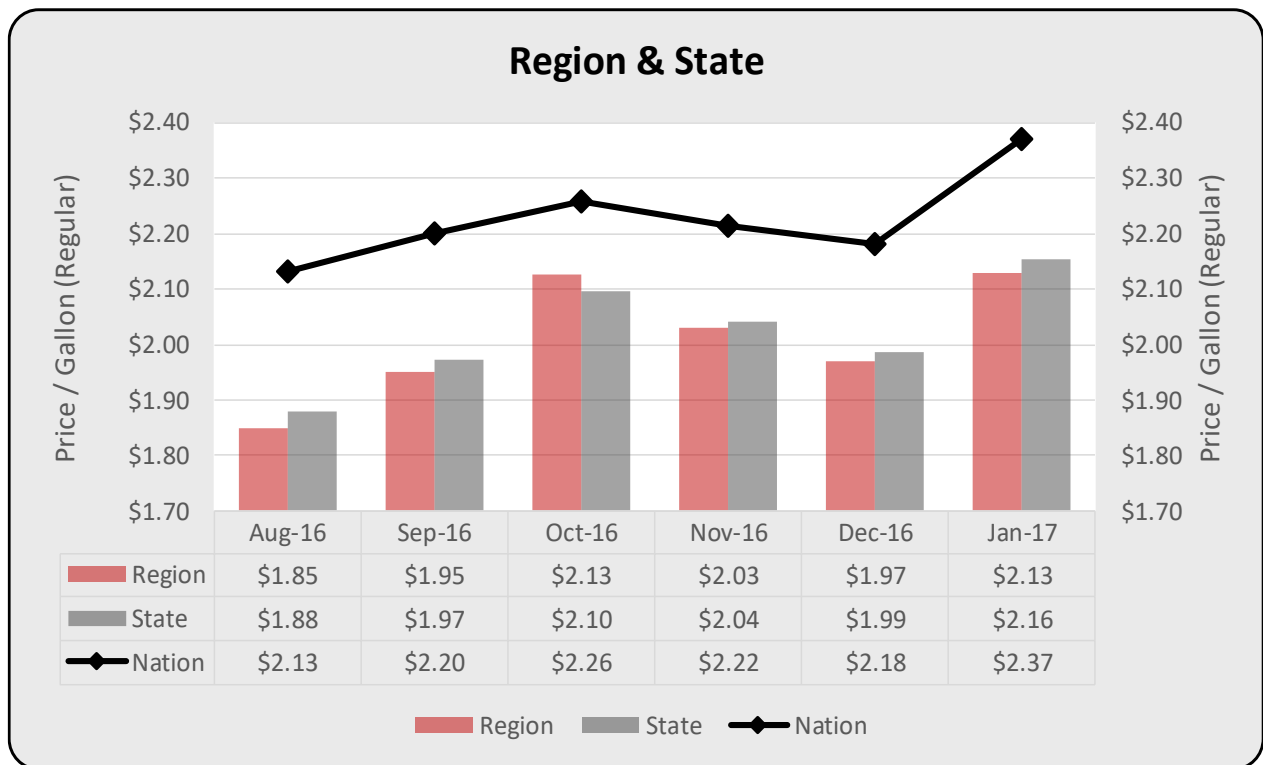 Region & State
$2.40 $2.40
$2.30 $2.30
$2.20 $2.20
$2.10 $2.10
$2.00 $2.00
$1.90 $1.90
$1.80 $1.80
$1.70 $1.70
Price / Gallon (Regular)
Price / Gallon (Regular)
Aug-16 Sep-16 Oct-16 Nov-16 Dec-16 Jan-17
Region $1.85 $1.95 $2.13 $2.03 $1.97 $2.13
State $1.88 $1.97 $2.10 $2.04 $1.99 $2.16
Nation $2.13 $2.20 $2.26 $2.22 $2.18 $2.37
Region State Nation